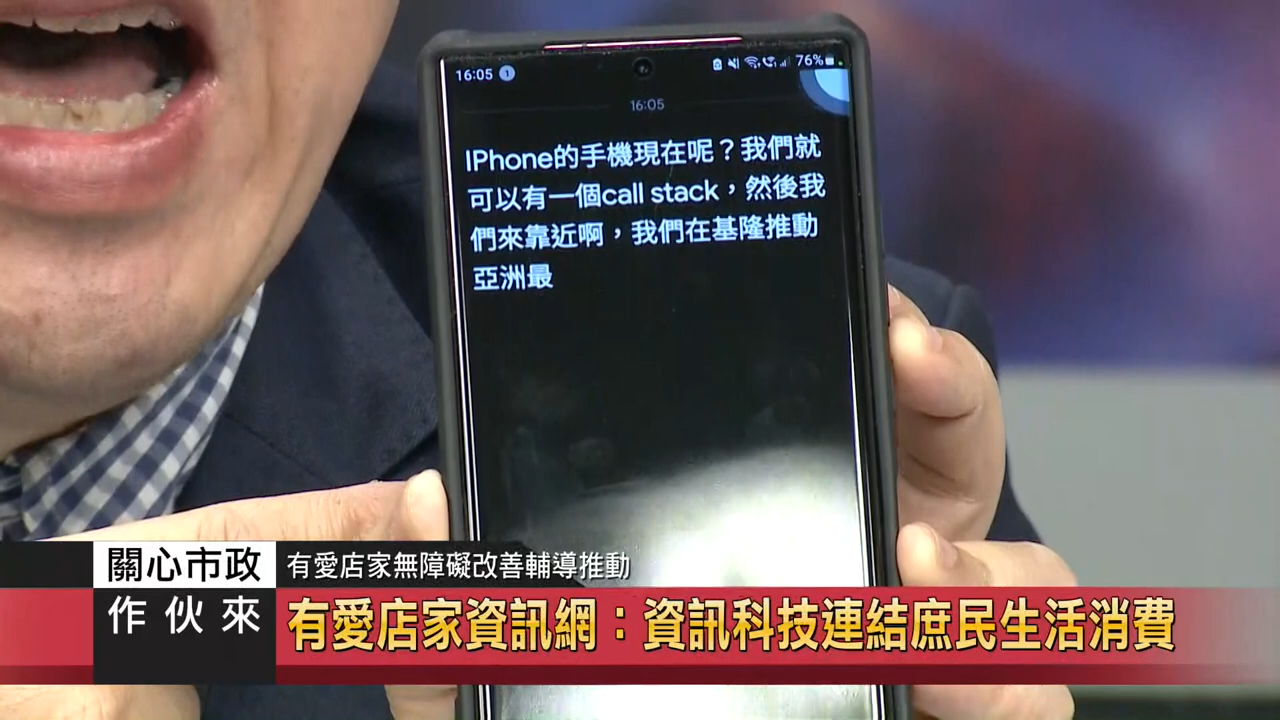 16:05
76%
16:05
IPhone的手機現在呢？我們就
可以有一個call stack，然後我
們來靠近啊，我們在基隆推動
亞洲最
關心市政
作伙來
有愛店家無障礙改善輔導推動
有愛店家資訊網：資訊科技連結庶民生活消費